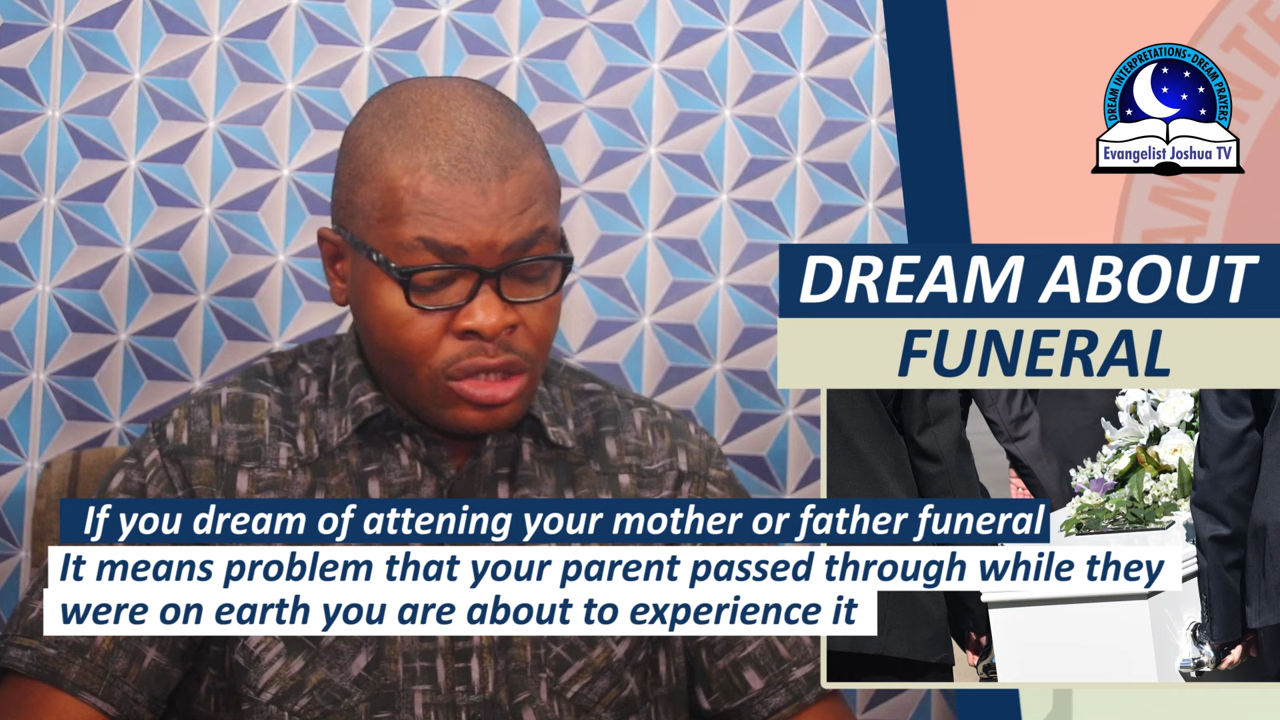 DREAM INTERPRETATIONS • DREAM PRAYERS
Evangelist Joshua TV
DREAM ABOUT
FUNERAL
If you dream of attening your mother or father funeral
It means problem that your parent passed through while they
were on earth you are about to experience it